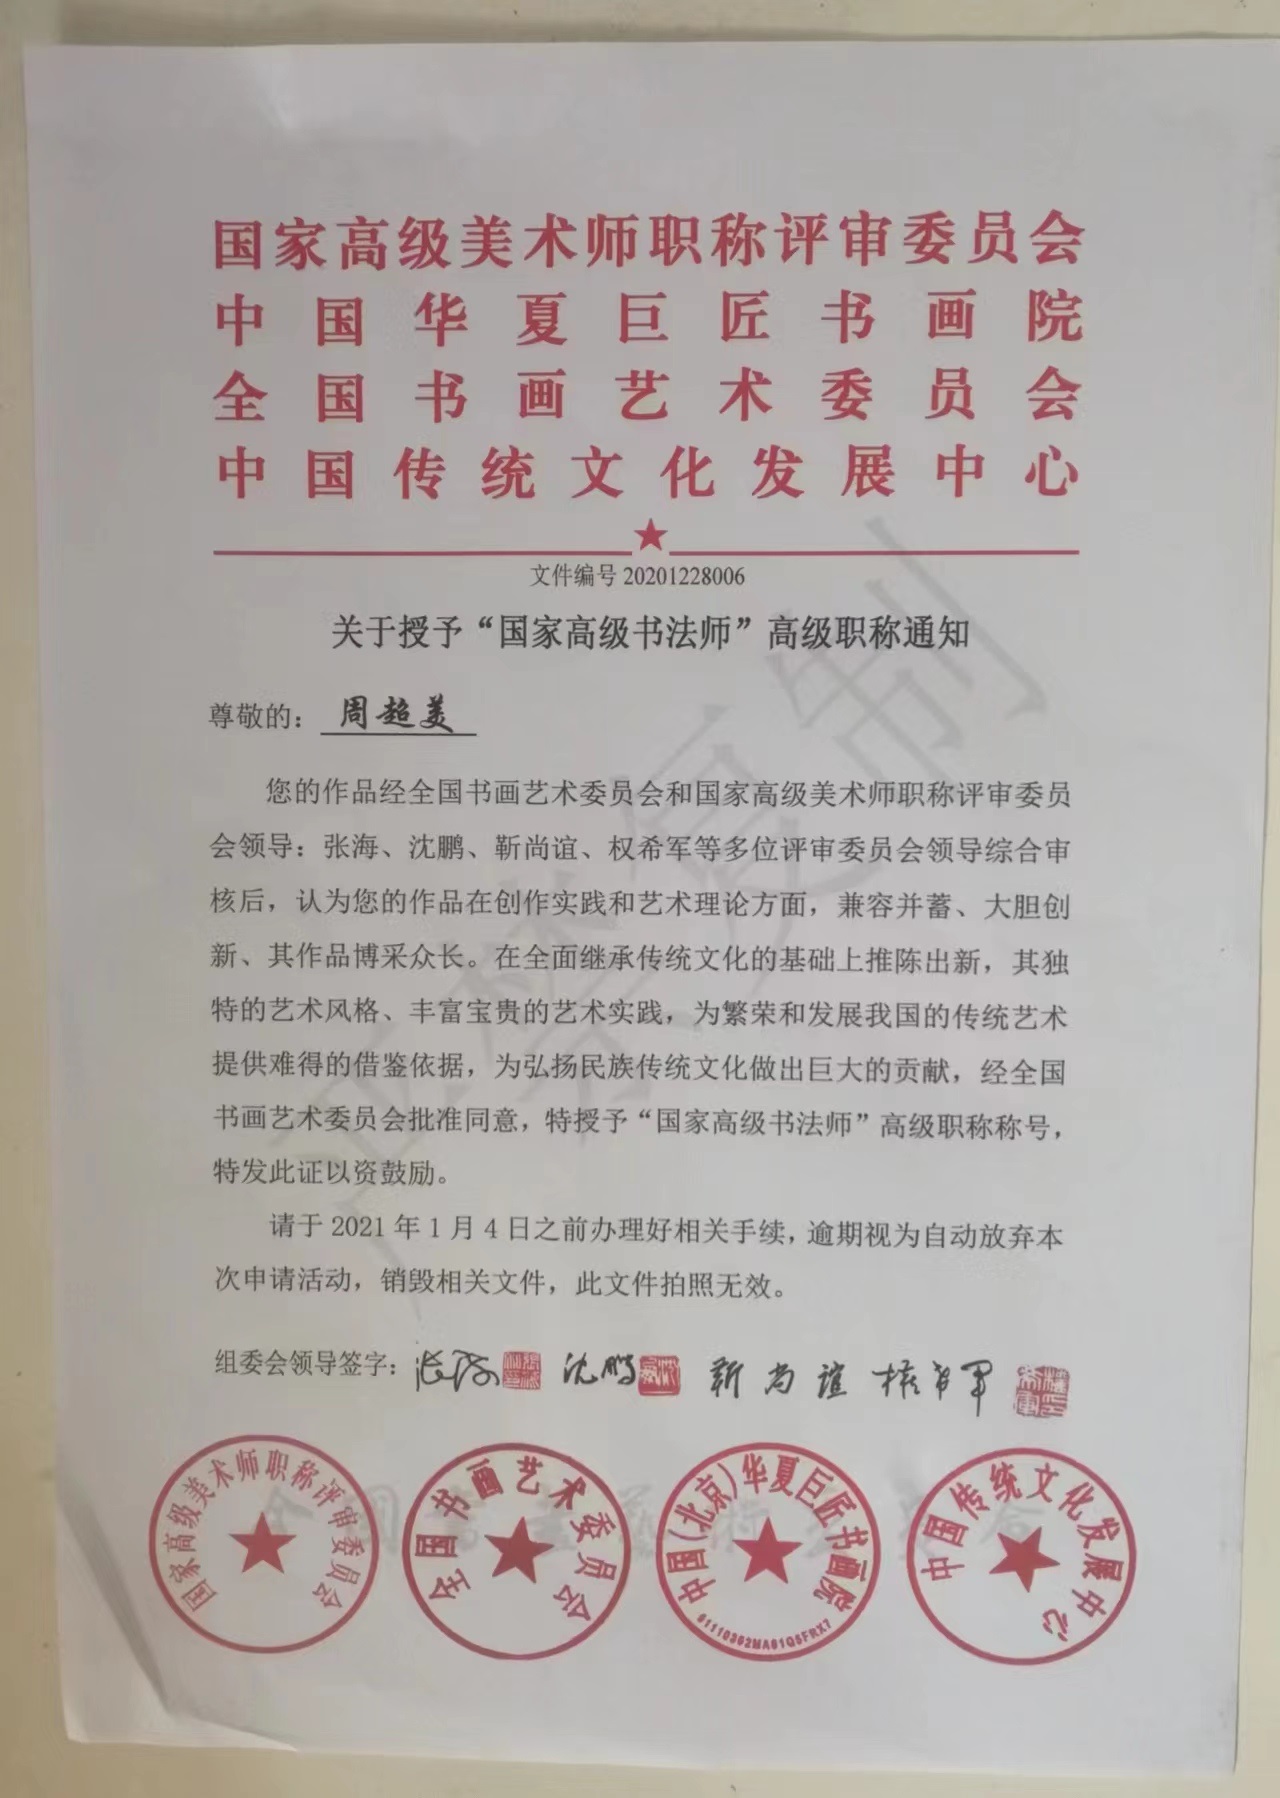 国家高级美术师职称评审委员会
中国华夏巨匠书画院
全国书画艺术委员会
中国传统文化发展中心
文件编号 20201228006
关于授予“国家高级书法师”高级职称通知
尊敬的：周超美
您的作品经全国书画艺术委员会和国家高级美术师职称评审委员
会领导：张海、沈鹏、靳尚谊、权希军等多位评审委员会领导综合审
核后，认为您的作品在创作实践和艺术理论方面，兼容并蓄、大胆创
新、其作品博采众长。在全面继承传统文化的基础上推陈出新，其独
特的艺术风格、丰富宝贵的艺术实践，为繁荣和发展我国的传统艺术
提供难得的借鉴依据，为弘扬民族传统文化做出巨大的贡献，经全国
书画艺术委员会批准同意，特授予“国家高级书法师”高级职称称号，
特发此证以资鼓励。
请于 2021 年 1 月 4 日之前办理好相关手续，逾期视为自动放弃本
次申请活动，销毁相关文件，此文件拍照无效。
组委会领导签字：张海 沈鹏 靳尚谊 权希军
国家高级美术师职称评审委员会
全国书画艺术委员会
中国(北京)华夏巨匠书画院
中国传统文化发展中心
严禁复制